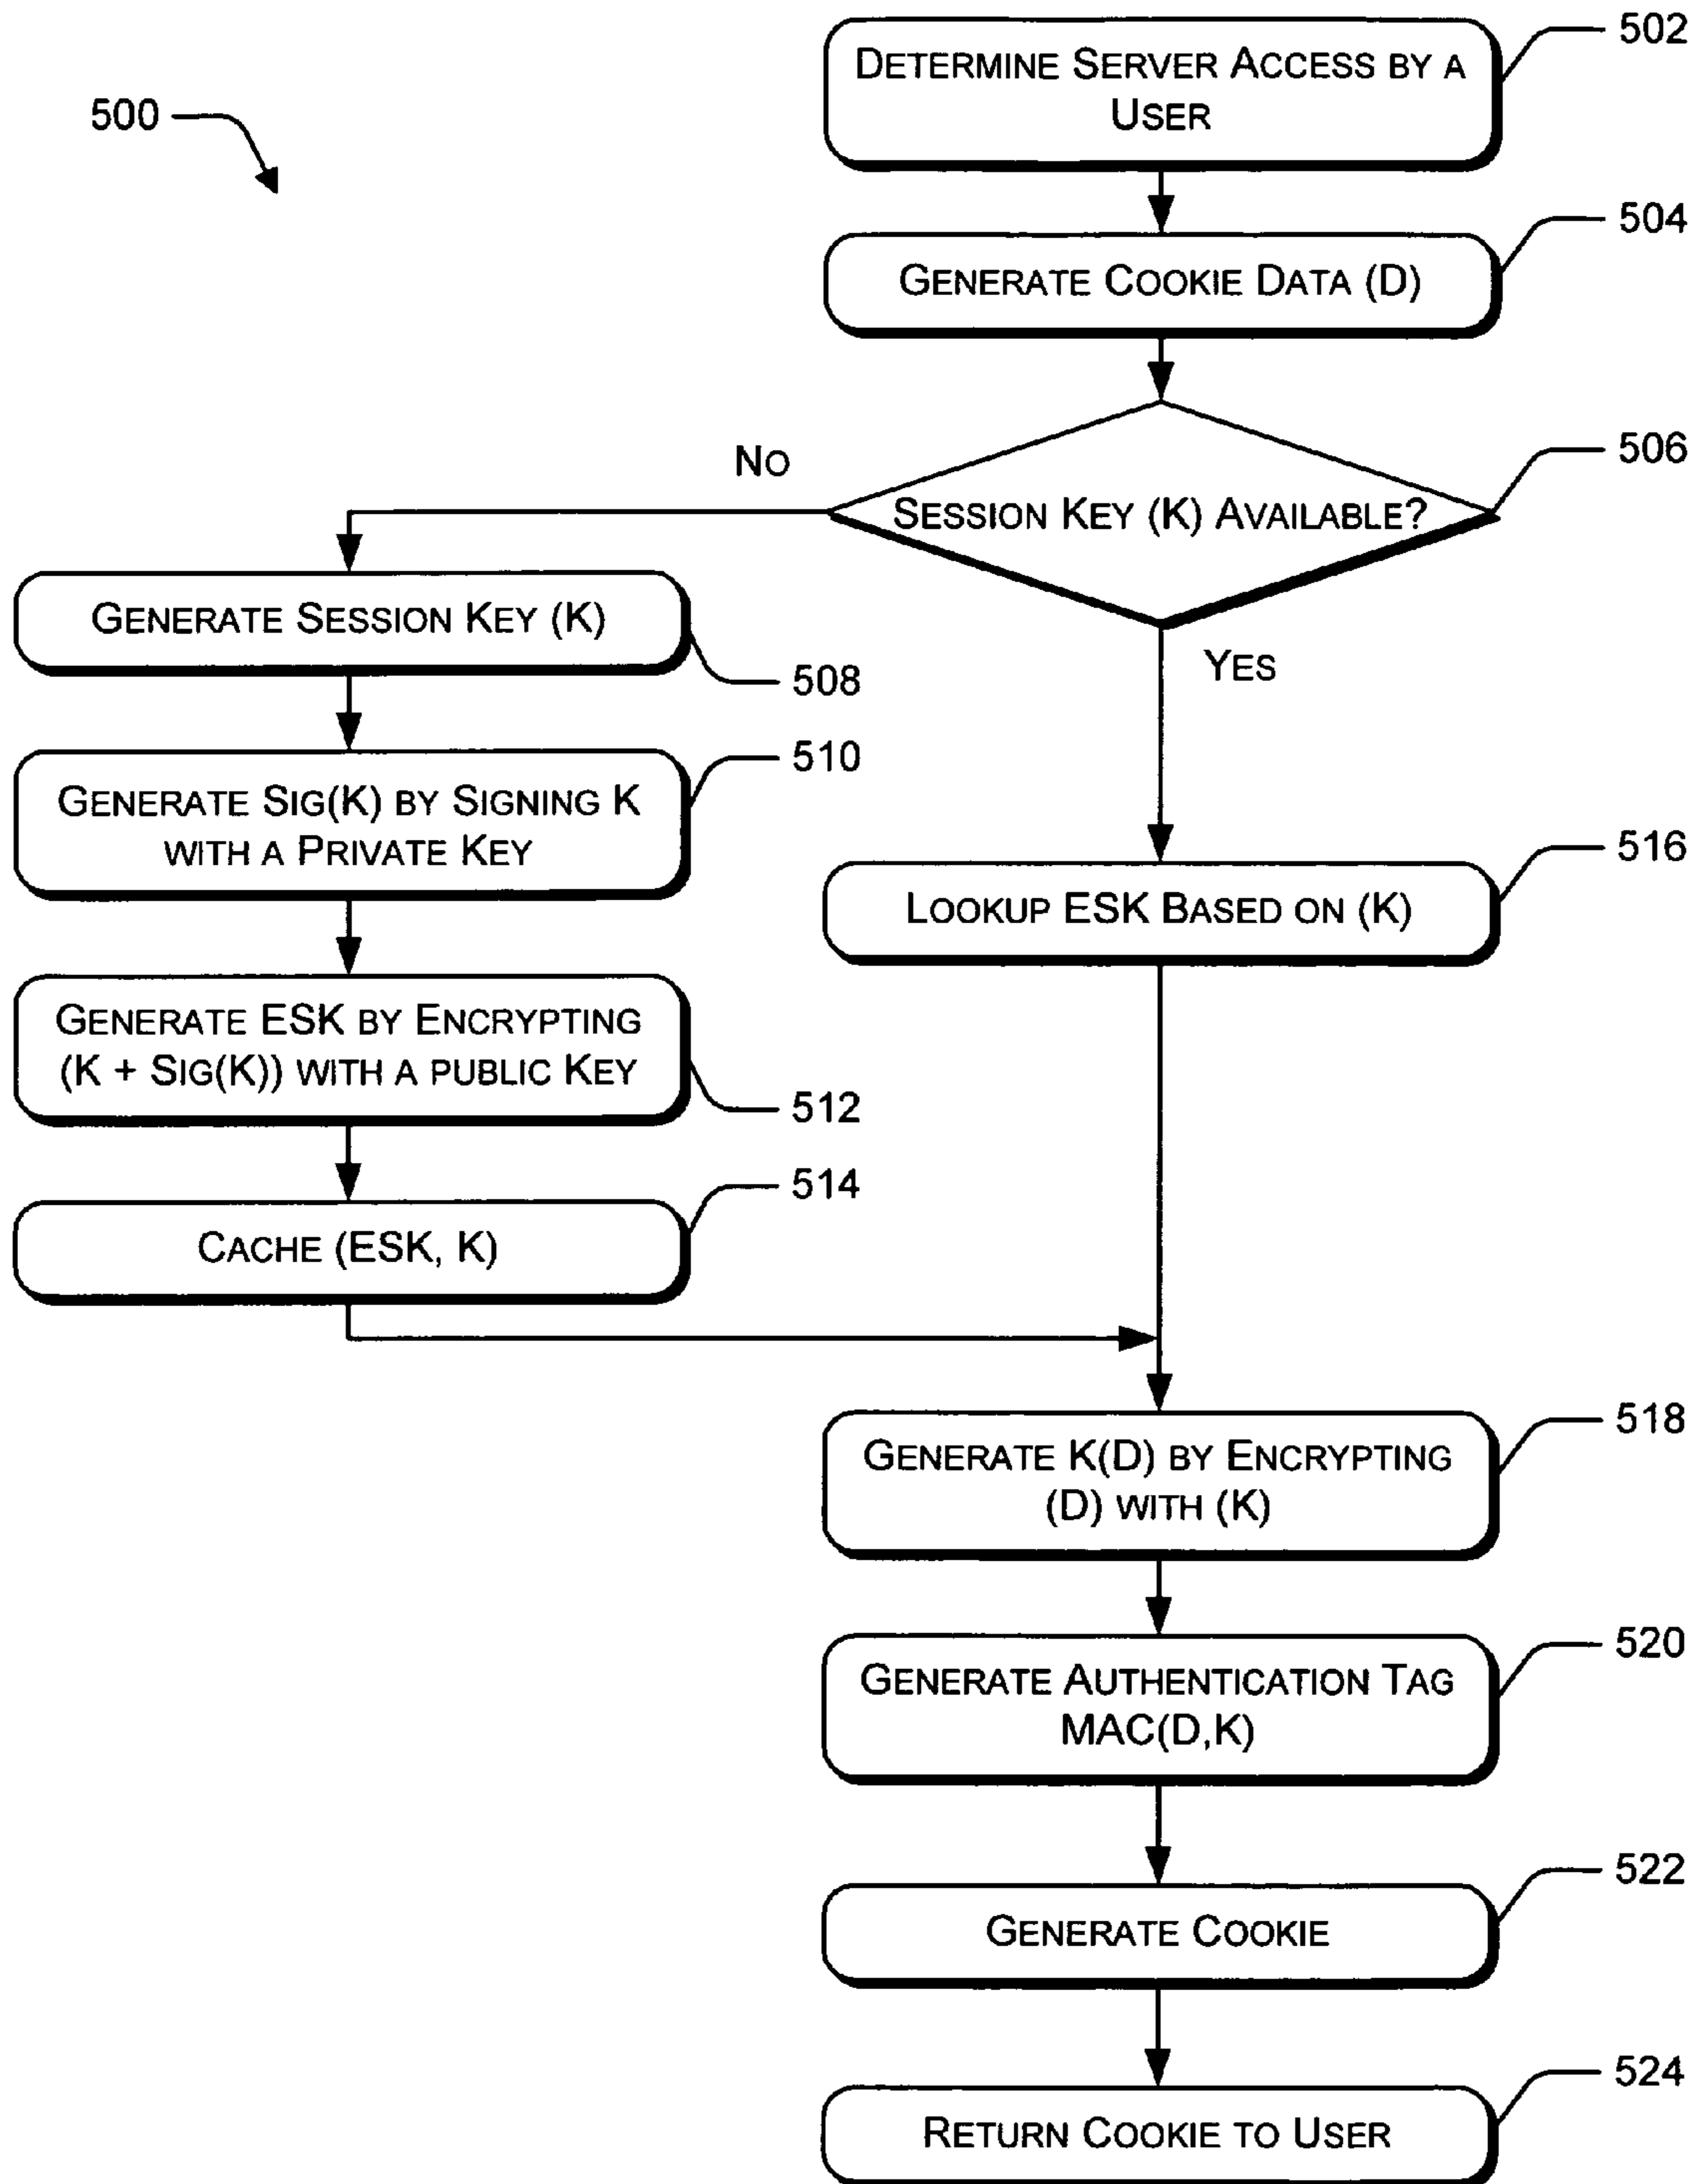 500
502
DETERMINE SERVER ACCESS BY A
USER
504
GENERATE COOKIE DATA (D)
506
SESSION KEY (K) AVAILABLE?
NO
YES
GENERATE SESSION KEY (K)
508
510
GENERATE SIG(K) BY SIGNING K
WITH A PRIVATE KEY
GENERATE ESK BY ENCRYPTING
(K + SIG(K)) WITH A PUBLIC KEY
512
514
CACHE (ESK, K)
516
LOOKUP ESK BASED ON (K)
518
GENERATE K(D) BY ENCRYPTING
(D) WITH (K)
520
GENERATE AUTHENTICATION TAG
MAC(D,K)
522
GENERATE COOKIE
524
RETURN COOKIE TO USER